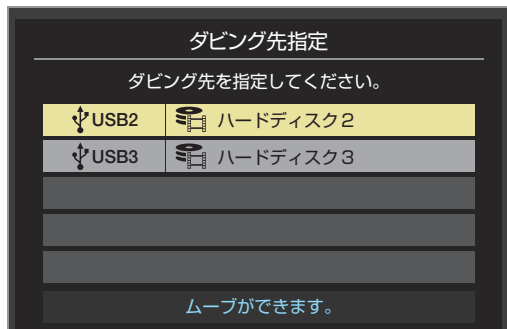 ダビング先指定
ダビング先を指定してください。
USB2 ハードディスク2
USB3 ハードディスク3
ムーブができます。